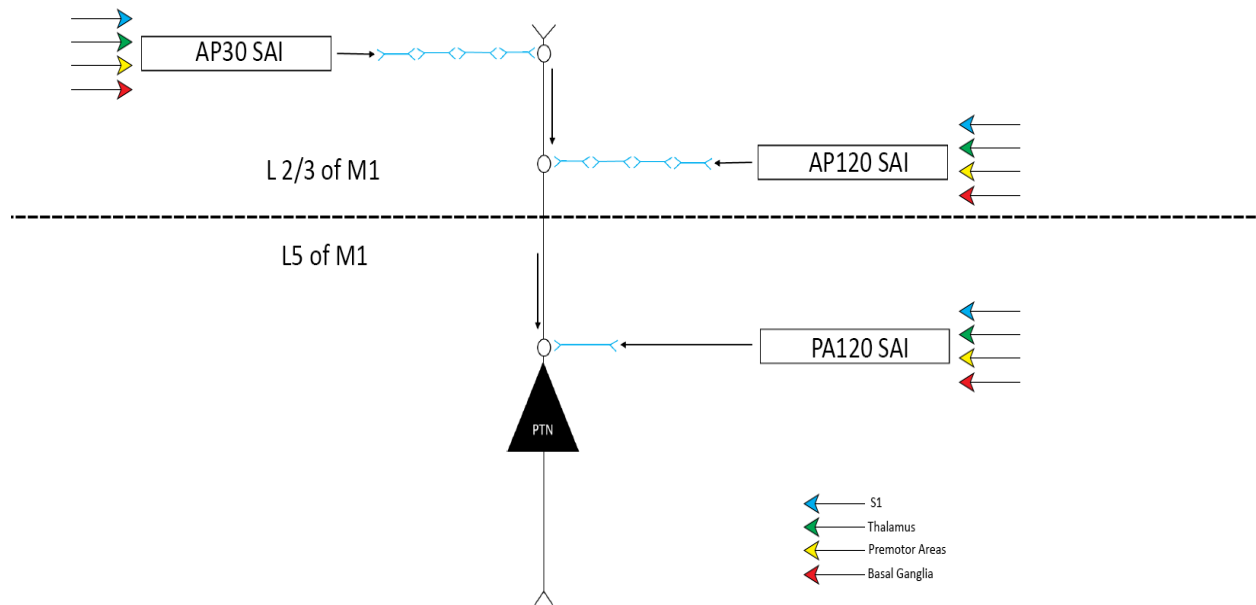 AP30 SAI
L 2/3 of M1
AP120 SAI
L5 of M1
PA120 SAI
PTN
S1
Thalamus
Premotor Areas
Basal Ganglia